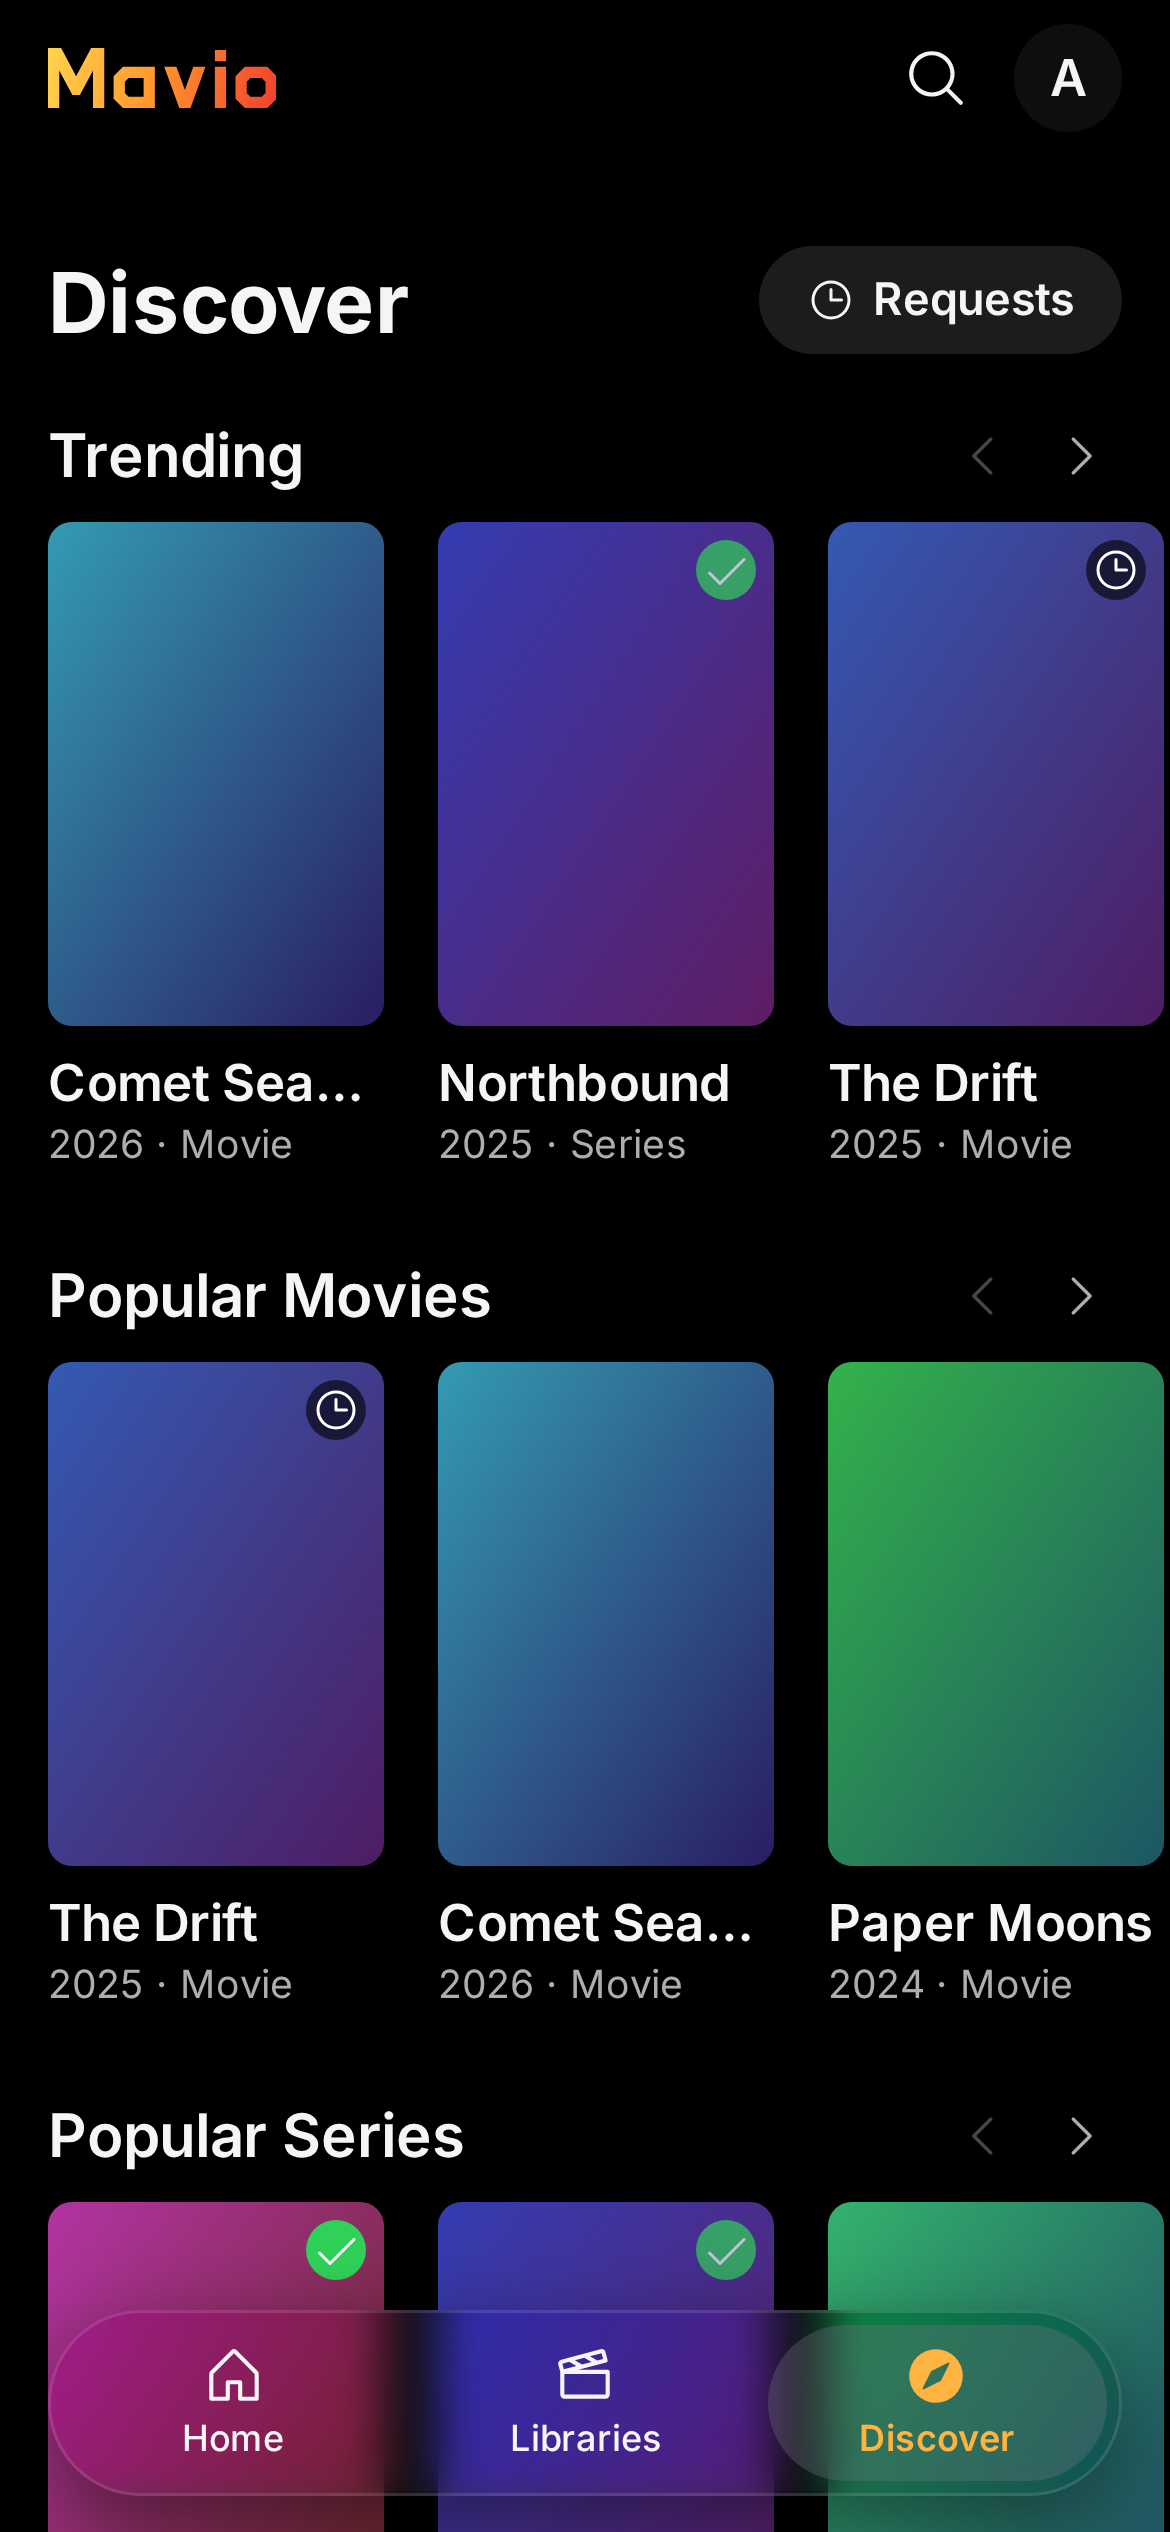 Mavio
A
Discover
Requests
Trending
Comet Sea...
2026 · Movie
Northbound
2025 · Series
The Drift
2025 · Movie
Popular Movies
The Drift
2025 · Movie
Comet Sea...
2026 · Movie
Paper Moons
2024 · Movie
Popular Series
Home
Libraries
Discover